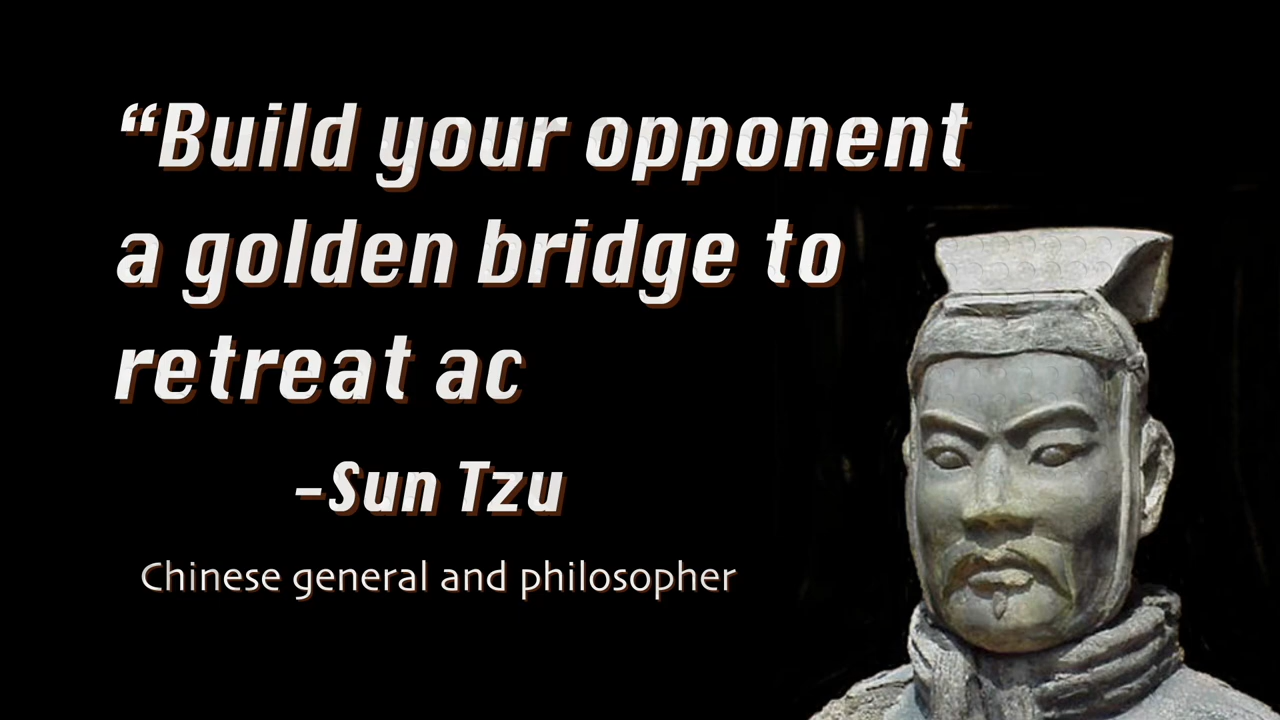 “Build your opponent
a golden bridge to
retreat ac
–Sun Tzu
Chinese general and philosopher